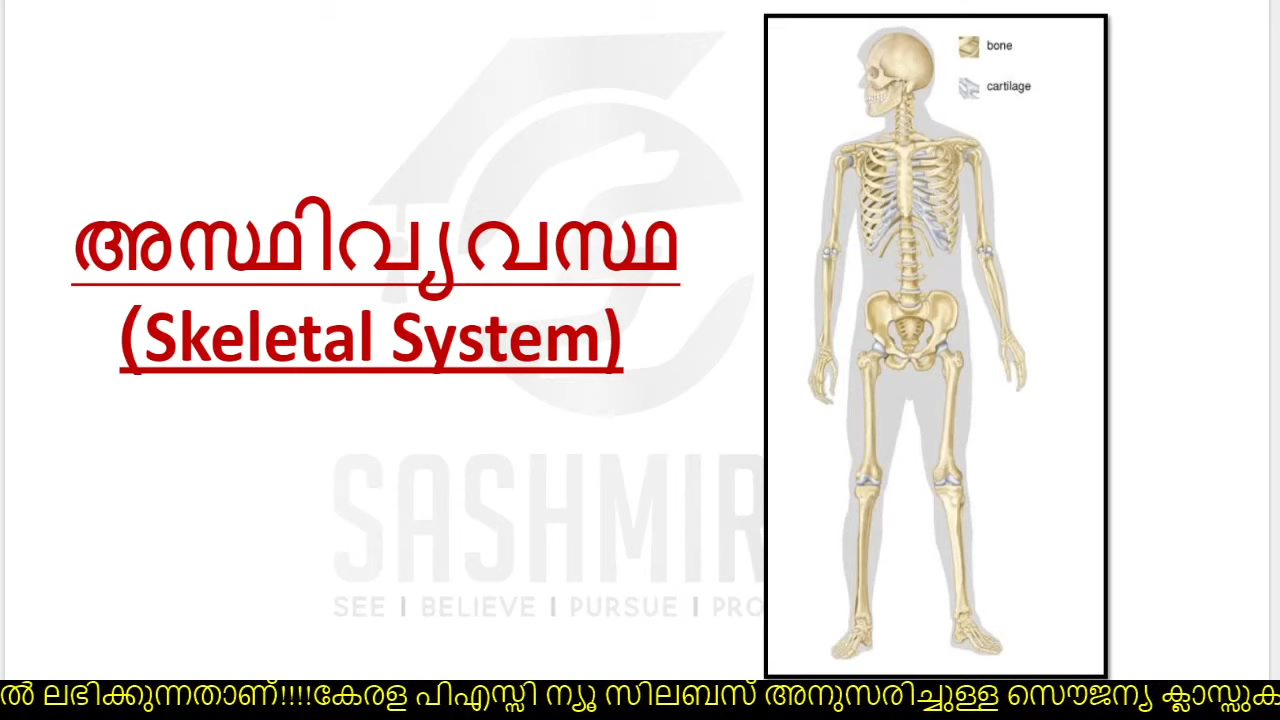 അസ്ഥിവ്യവസ്ഥ
(Skeletal System)
bone
cartilage
SASHMIR
SEE I BELIEVE I PURSUE I PRO
ൽ ലഭിക്കുന്നതാണ്!!!!കേരള പിഎസ്സി ന്യൂ സിലബസ് അനുസരിച്ചുള്ള സൌജന്യ ക്ലാസ്സുക